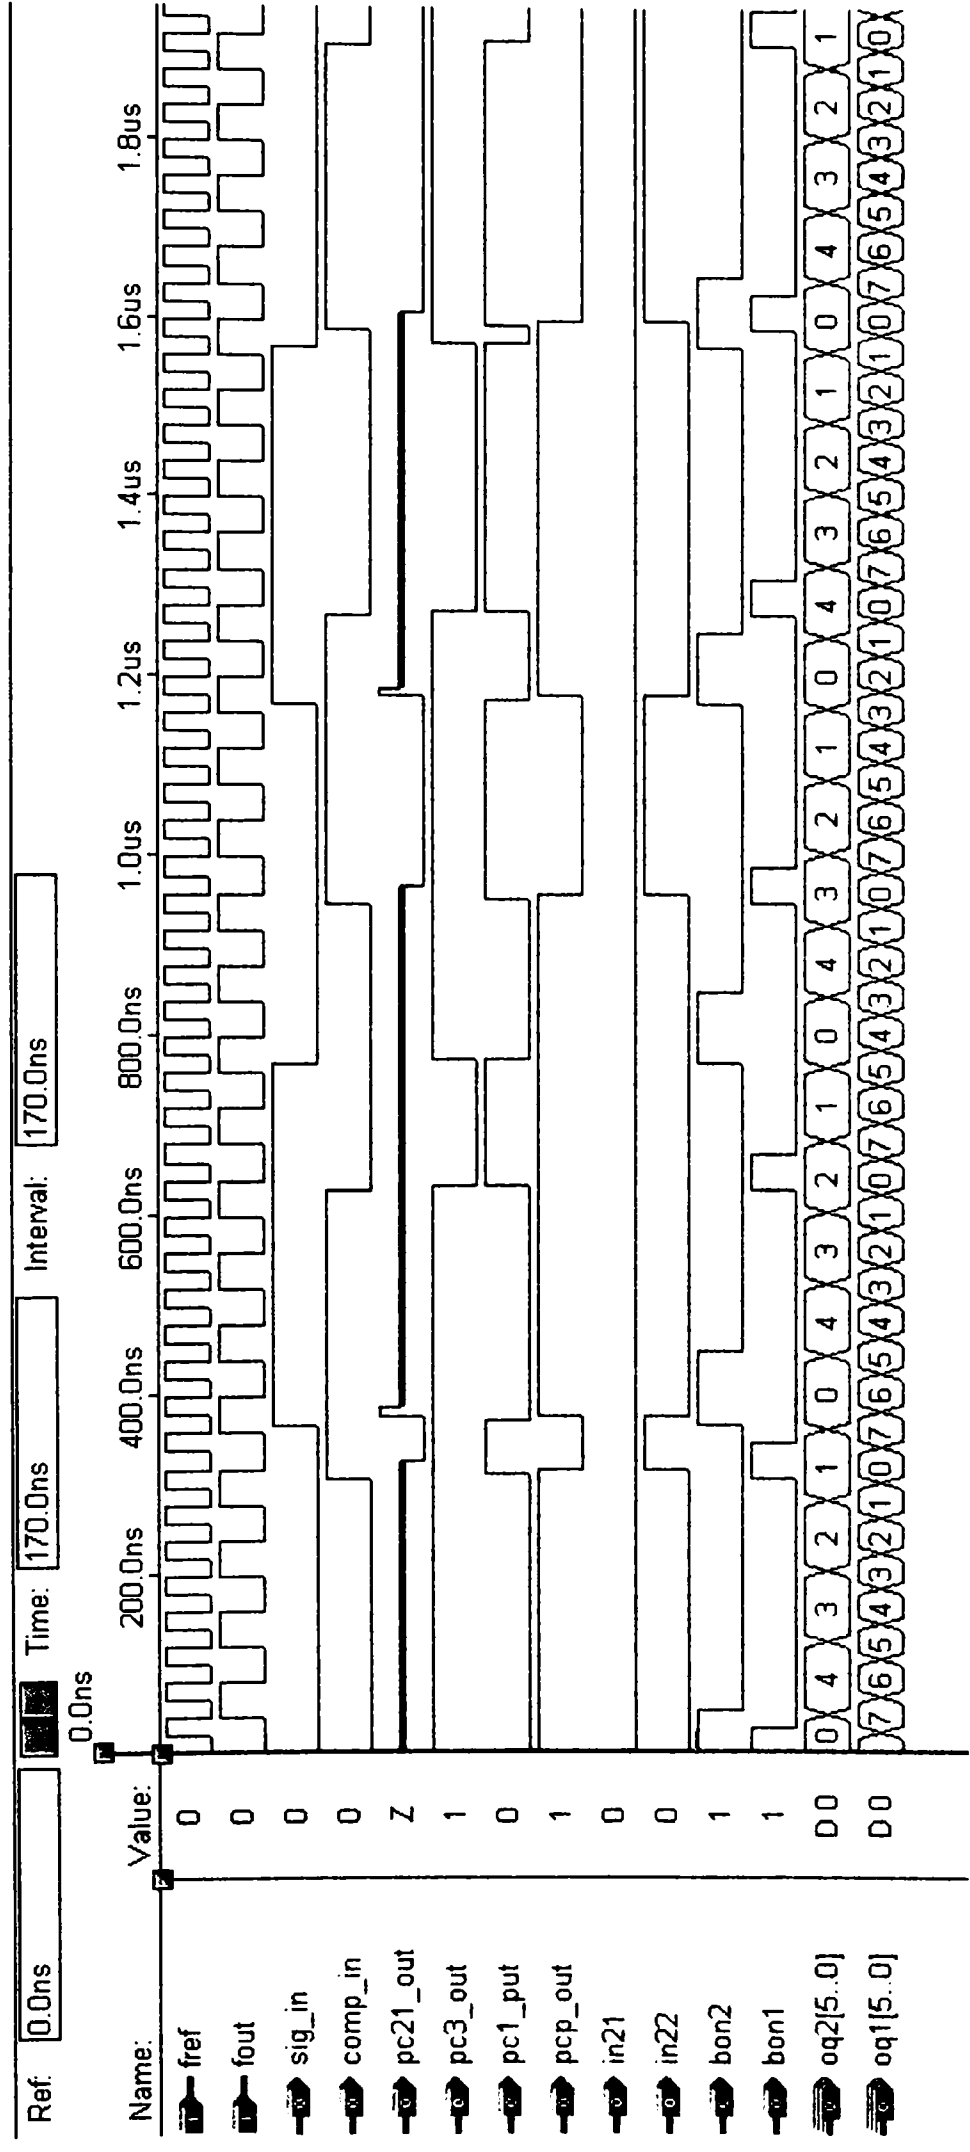 Ref: 0.0ns Time: 170.0ns Interval: 170.0ns
0.0ns
Name: Value: 200.0ns 400.0ns 600.0ns 800.0ns 1.0us 1.2us 1.4us 1.6us 1.8us
fref 0
fout 0
sig_in 0
comp_in 0
pc21_out Z
pc3_out 1
pc1_put 0
pcp_out 1
in21 0
in22 0
bon2 1
bon1 1
oq2[5..0] D 0 0 4 3 2 1 0 4 3 2 1 0 4 3 2 1 0 4 3 2 1 0 4 3 2 1
oq1[5..0] D 0 7 6 5 4 3 2 1 0 7 6 5 4 3 2 1 0 7 6 5 4 3 2 1 0 7 6 5 4 3 2 1 0 7 6 5 4 3 2 1 0 7 6 5 4 3 2 1 0